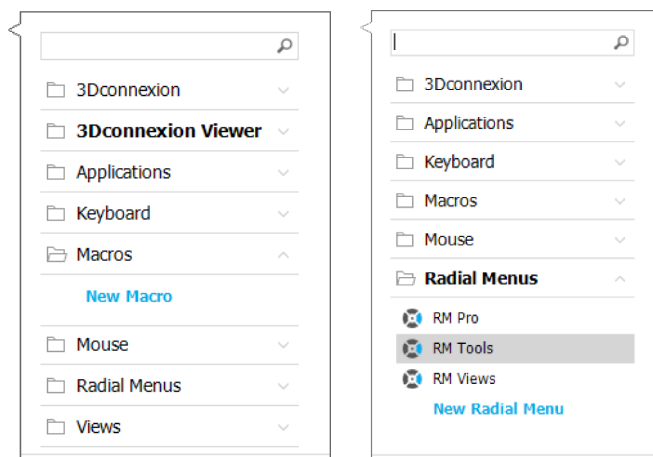 3Dconnexion
3Dconnexion Viewer
Applications
Keyboard
Macros
New Macro
Mouse
Radial Menus
Views
3Dconnexion
Applications
Keyboard
Macros
Mouse
Radial Menus
RM Pro
RM Tools
RM Views
New Radial Menu